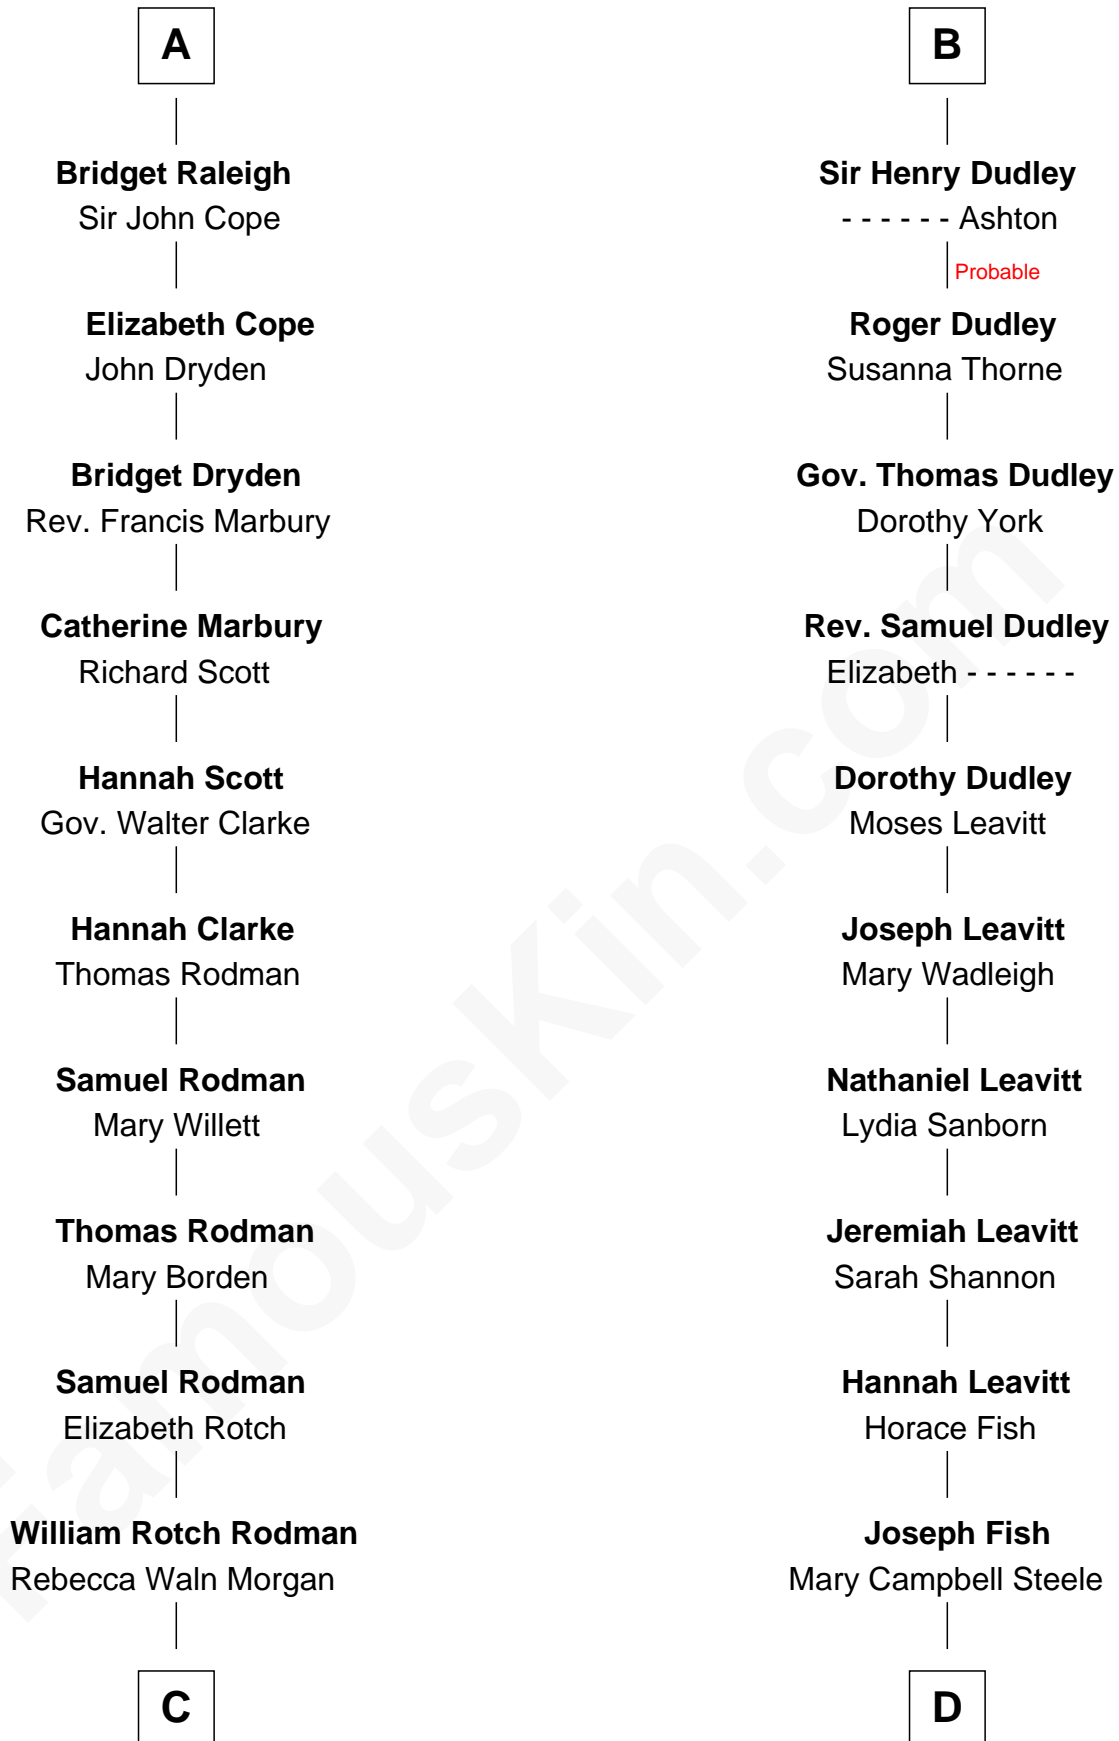 A
Bridget Raleigh
Sir John Cope
Elizabeth Cope
John Dryden
Bridget Dryden
Rev. Francis Marbury
Catherine Marbury
Richard Scott
Hannah Scott
Gov. Walter Clarke
Hannah Clarke
Thomas Rodman
Samuel Rodman
Mary Willett
Thomas Rodman
Mary Borden
Samuel Rodman
Elizabeth Rotch
William Rotch Rodman
Rebecca Waln Morgan
C
B
Sir Henry Dudley
- - - - - - Ashton
Probable
Roger Dudley
Susanna Thorne
Gov. Thomas Dudley
Dorothy York
Rev. Samuel Dudley
Elizabeth - - - - - -
Dorothy Dudley
Moses Leavitt
Joseph Leavitt
Mary Wadleigh
Nathaniel Leavitt
Lydia Sanborn
Jeremiah Leavitt
Sarah Shannon
Hannah Leavitt
Horace Fish
Joseph Fish
Mary Campbell Steele
D
FamousKin.com